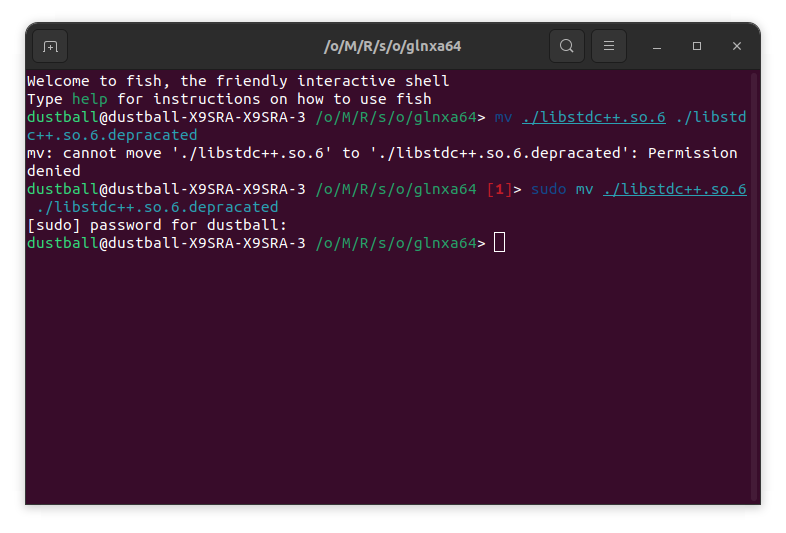 /o/M/R/s/o/glnxa64
Welcome to fish, the friendly interactive shell
Type help for instructions on how to use fish
dustball@dustball-X9SRA-X9SRA-3 /o/M/R/s/o/glnxa64> mv ./libstdc++.so.6 ./libstd
c++.so.6.depracated
mv: cannot move './libstdc++.so.6' to './libstdc++.so.6.depracated': Permission
denied
dustball@dustball-X9SRA-X9SRA-3 /o/M/R/s/o/glnxa64 [1]> sudo mv ./libstdc++.so.6
./libstdc++.so.6.depracated
[sudo] password for dustball:
dustball@dustball-X9SRA-X9SRA-3 /o/M/R/s/o/glnxa64>